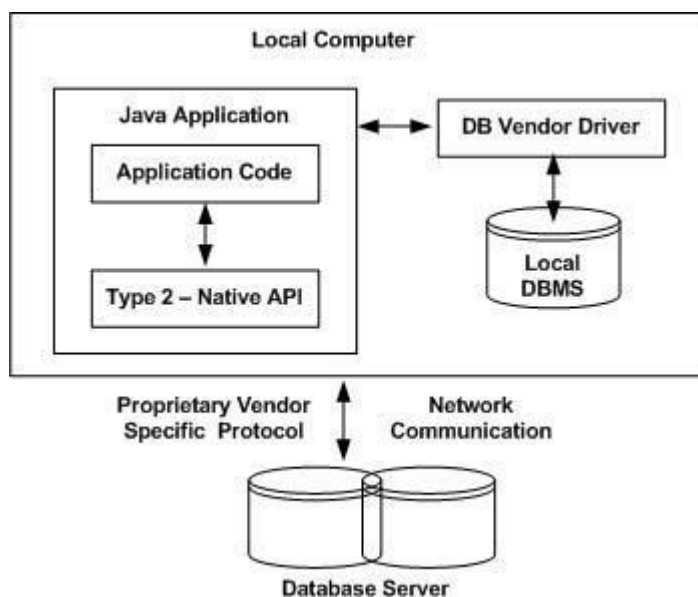 Local Computer
Java Application
Application Code
Type 2 – Native API
DB Vendor Driver
Local
DBMS
Proprietary Vendor
Specific Protocol
Network
Communication
Database Server